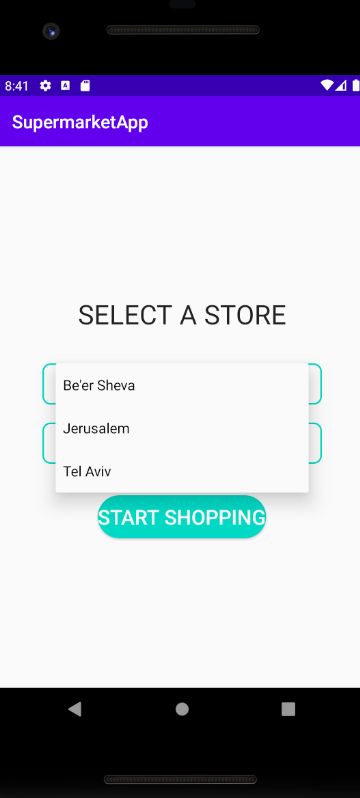 8:41
SupermarketApp
SELECT A STORE
Be'er Sheva
Jerusalem
Tel Aviv
START SHOPPING